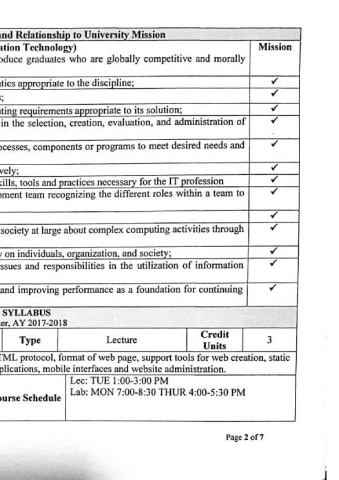 and Relationship to University Mission
ation Technology) Mission
oduce graduates who are globally competitive and morally
tics appropriate to the discipline; ✓
s; ✓
ting requirements appropriate to its solution; ✓
in the selection, creation, evaluation, and administration of ✓
ocesses, components or programs to meet desired needs and ✓
vely; ✓
kills, tools and practices necessary for the IT profession ✓
pment team recognizing the different roles within a team to ✓
✓
society at large about complex computing activities through ✓
y on individuals, organization, and society; ✓
ssues and responsibilities in the utilization of information ✓
and improving performance as a foundation for continuing ✓
SYLLABUS
er, AY 2017-2018
Type Lecture Credit Units 3
TML protocol, format of web page, support tools for web creation, static
plications, mobile interfaces and website administration.
ourse Schedule
Lec: TUE 1:00-3:00 PM
Lab: MON 7:00-8:30 THUR 4:00-5:30 PM
Page 2 of 7